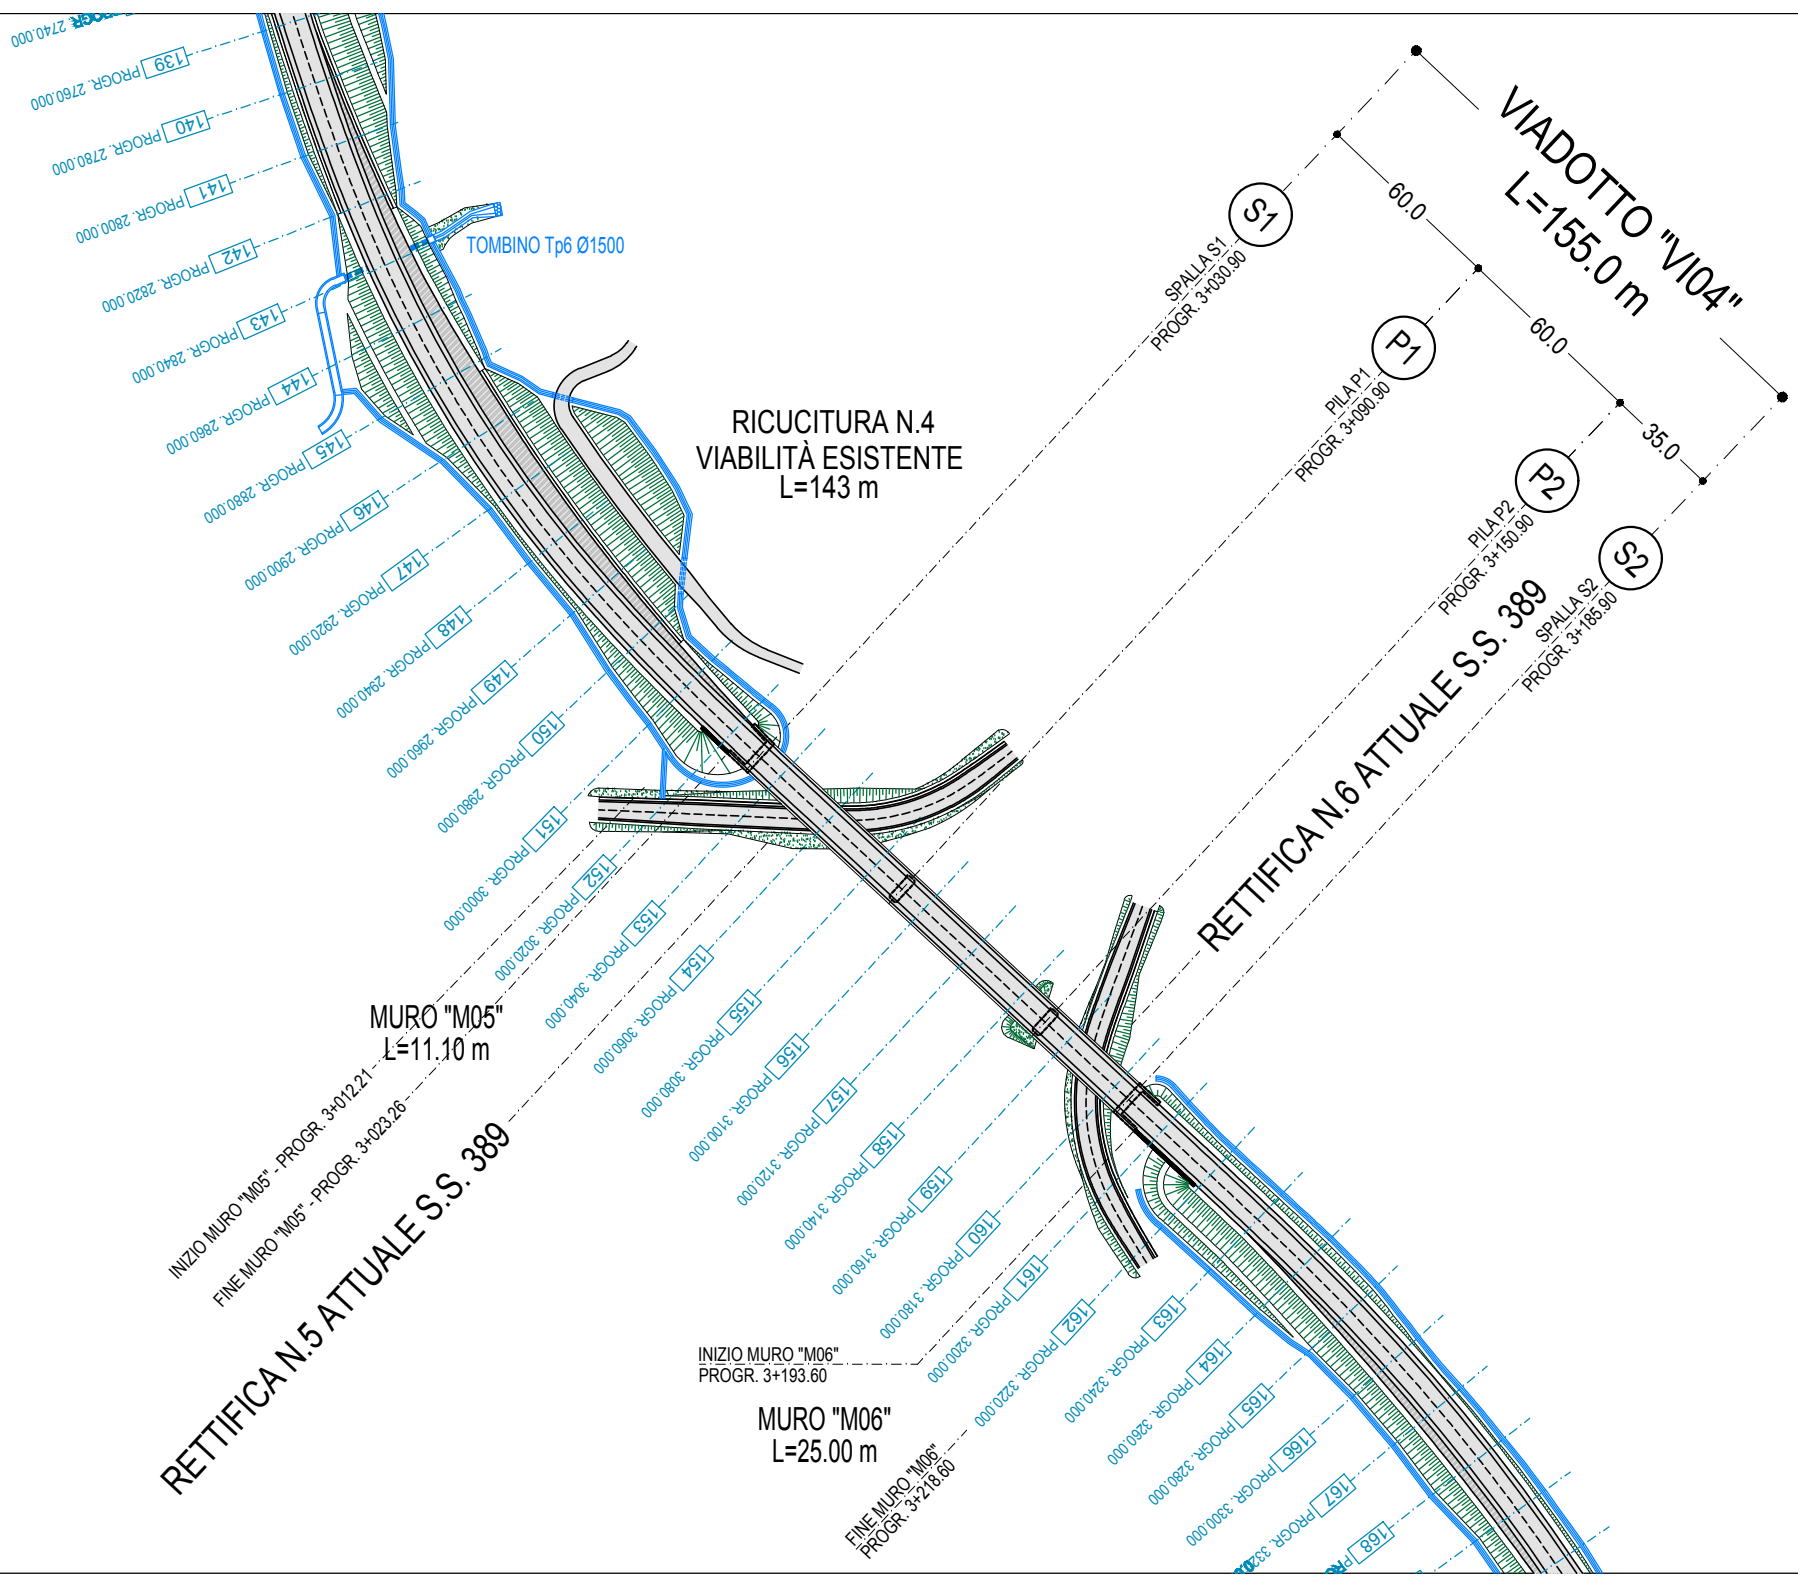 PROGR. 2740.000
139 PROGR. 2760.000
140 PROGR. 2780.000
141 PROGR. 2800.000
142 PROGR. 2820.000
143 PROGR. 2840.000
144 PROGR. 2860.000
145 PROGR. 2880.000
146 PROGR. 2900.000
147 PROGR. 2920.000
148 PROGR. 2940.000
149 PROGR. 2960.000
150 PROGR. 2980.000
151 PROGR. 3000.000
152 PROGR. 3020.000
153 PROGR. 3040.000
154 PROGR. 3060.000
155 PROGR. 3080.000
156 PROGR. 3100.000
157 PROGR. 3120.000
158 PROGR. 3140.000
159 PROGR. 3160.000
160 PROGR. 3180.000
161 PROGR. 3200.000
162 PROGR. 3220.000
163 PROGR. 3240.000
164 PROGR. 3260.000
165 PROGR. 3280.000
166 PROGR. 3300.000
167 PROGR.
168
TOMBINO Tp6 Ø1500
RICUCITURA N.4
VIABILITÀ ESISTENTE
L=143 m
VIADOTTO "VI04"
L=155.0 m
60.0
60.0
35.0
S1
SPALLA S1
PROGR. 3+030.90
P1
PILA P1
PROGR. 3+090.90
P2
PILA P2
PROGR. 3+150.90
S2
SPALLA S2
PROGR. 3+185.90
RETTIFICA N.6 ATTUALE S.S. 389
MURO "M05"
L=11.10 m
INIZIO MURO "M05" - PROGR. 3+012.21
FINE MURO "M05" - PROGR. 3+023.26
RETTIFICA N.5 ATTUALE S.S. 389
INIZIO MURO "M06"
PROGR. 3+193.60
MURO "M06"
L=25.00 m
FINE MURO "M06"
PROGR. 3+218.60